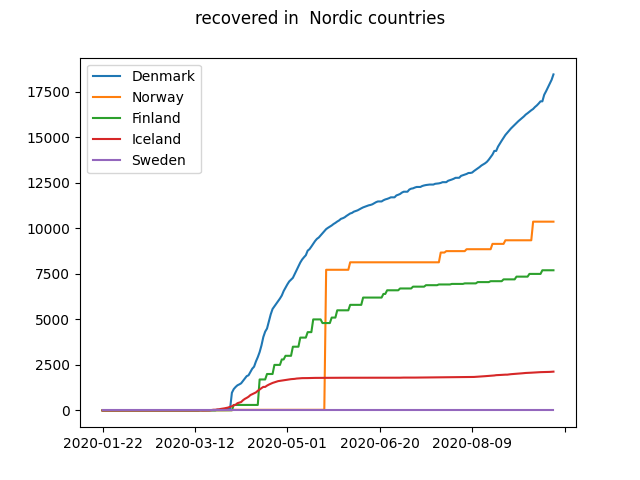 recovered in  Nordic countries
Denmark
Norway
Finland
Iceland
Sweden
17500
15000
12500
10000
7500
5000
2500
0
2020-01-22 2020-03-12 2020-05-01 2020-06-20 2020-08-09